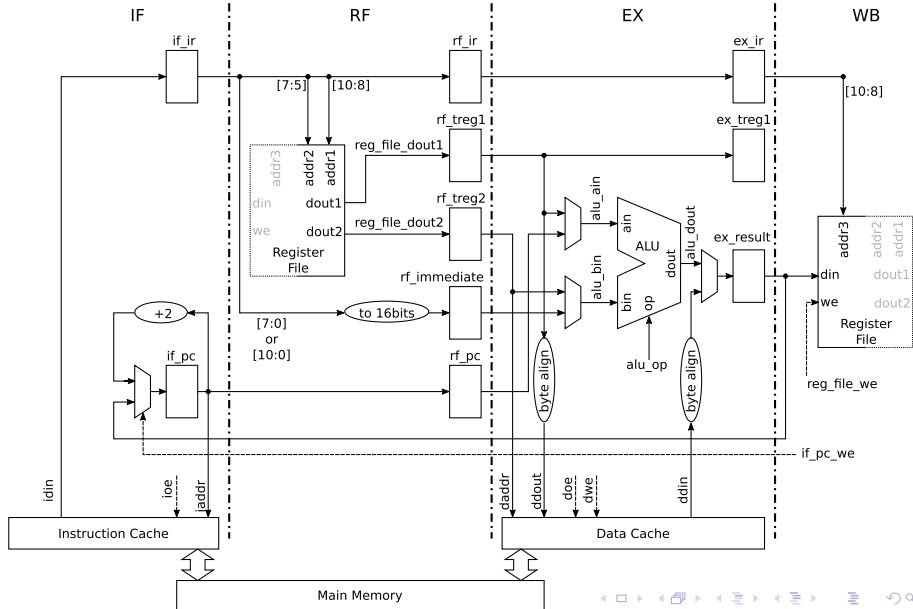 IF
RF
EX
WB
if_ir
rf_ir
ex_ir
[7:5]
[10:8]
[10:8]
rf_treg1
ex_treg1
reg_file_dout1
addr3
addr2
addr1
din
dout1
we
dout2
Register
File
rf_treg2
reg_file_dout2
rf_immediate
to 16bits
[7:0]
or
[10:0]
+2
if_pc
rf_pc
alu_ain
alu_bin
ain
ALU
bin
op
dout
alu_dout
alu_op
ex_result
byte align
byte align
addr3
addr2
addr1
din
dout1
we
dout2
Register
File
reg_file_we
if_pc_we
idin
ioe
iaddr
daddr
ddout
doe
dwe
ddin
Instruction Cache
Data Cache
Main Memory